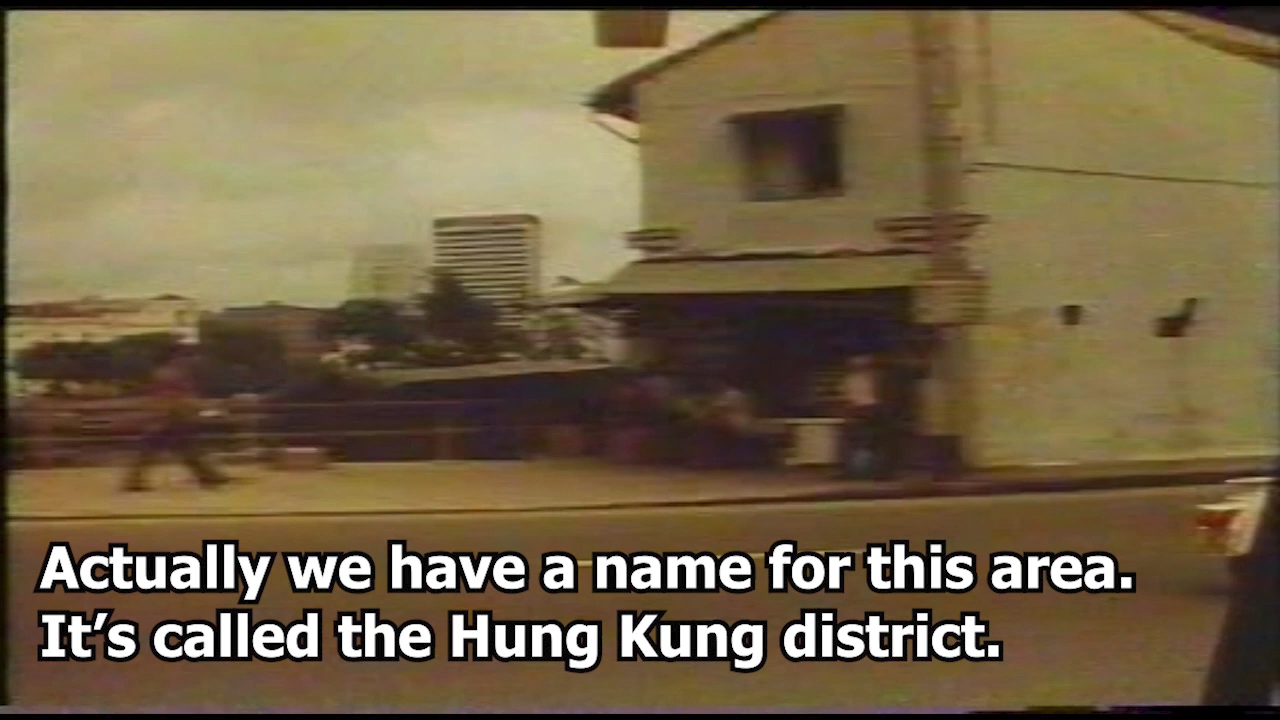 Actually we have a name for this area.
It’s called the Hung Kung district.